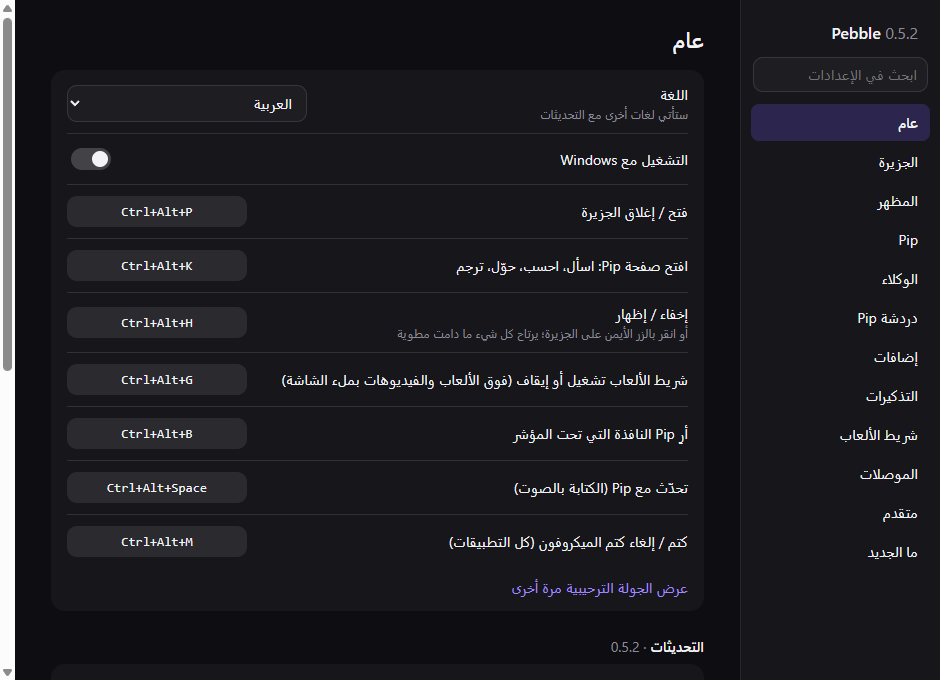 Pebble 0.5.2
ابحث في الإعدادات
عام
الجزيرة
المظهر
Pip
الوكلاء
دردشة Pip
إضافات
التذكيرات
شريط الألعاب
الموصلات
متقدم
ما الجديد
عام
اللغة
ستأتي لغات أخرى مع التحديثات
العربية
التشغيل مع Windows
فتح / إغلاق الجزيرة
Ctrl+Alt+P
افتح صفحة Pip: اسأل، احسب، حوّل، ترجم
Ctrl+Alt+K
إخفاء / إظهار
أو انقر بالزر الأيمن على الجزيرة؛ يرتاح كل شيء ما دامت مطوية
Ctrl+Alt+H
شريط الألعاب تشغيل أو إيقاف (فوق الألعاب والفيديوهات بملء الشاشة)
Ctrl+Alt+G
أرِ Pip النافذة التي تحت المؤشر
Ctrl+Alt+B
تحدّث مع Pip (الكتابة بالصوت)
Ctrl+Alt+Space
كتم / إلغاء كتم الميكروفون (كل التطبيقات)
Ctrl+Alt+M
عرض الجولة الترحيبية مرة أخرى
التحديثات · 0.5.2